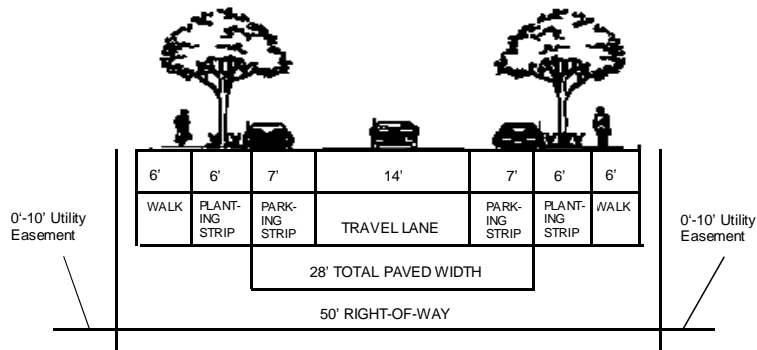 6' 6' 7' 14' 7' 6' 6'
WALK
PLANT-
ING
STRIP
PARK-
ING
STRIP
TRAVEL LANE
PARK-
ING
STRIP
PLANT-
ING
STRIP
WALK
0'-10' Utility
Easement
0'-10' Utility
Easement
28' TOTAL PAVED WIDTH
50' RIGHT-OF-WAY